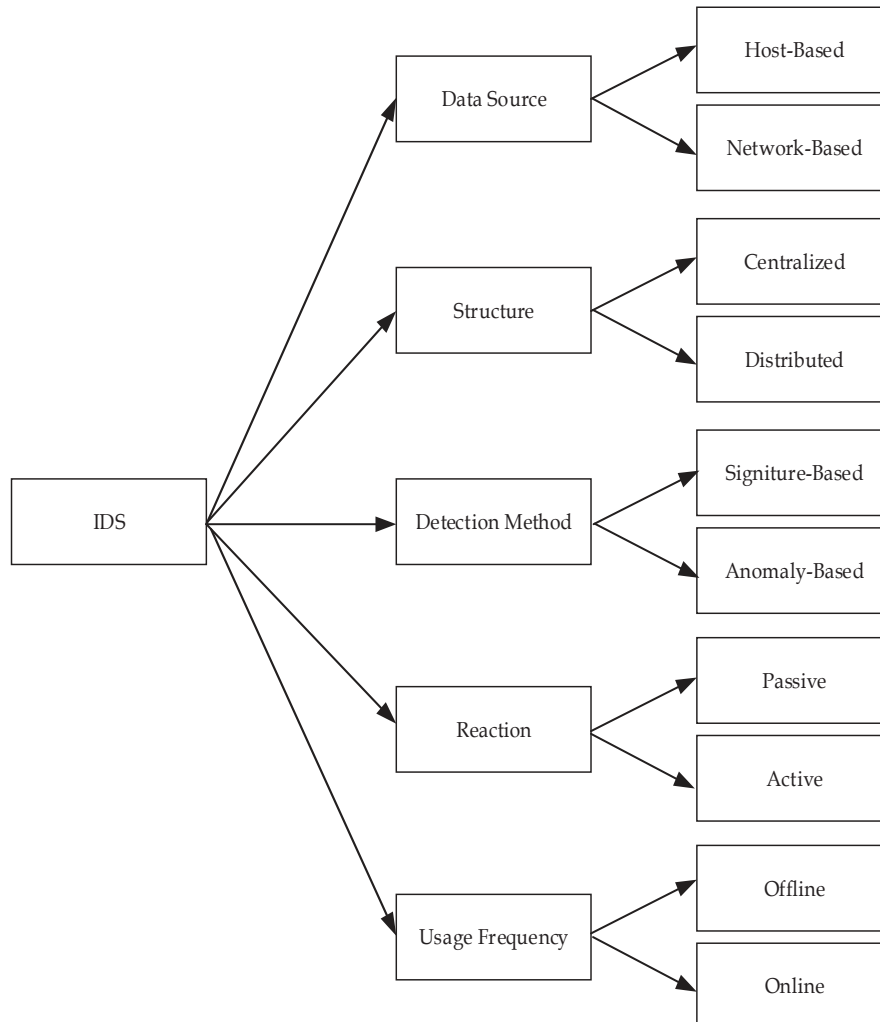 Host-Based
Data Source
Network-Based
Centralized
Structure
Distributed
Signiture-Based
IDS
Detection Method
Anomaly-Based
Passive
Reaction
Active
Offline
Usage Frequency
Online